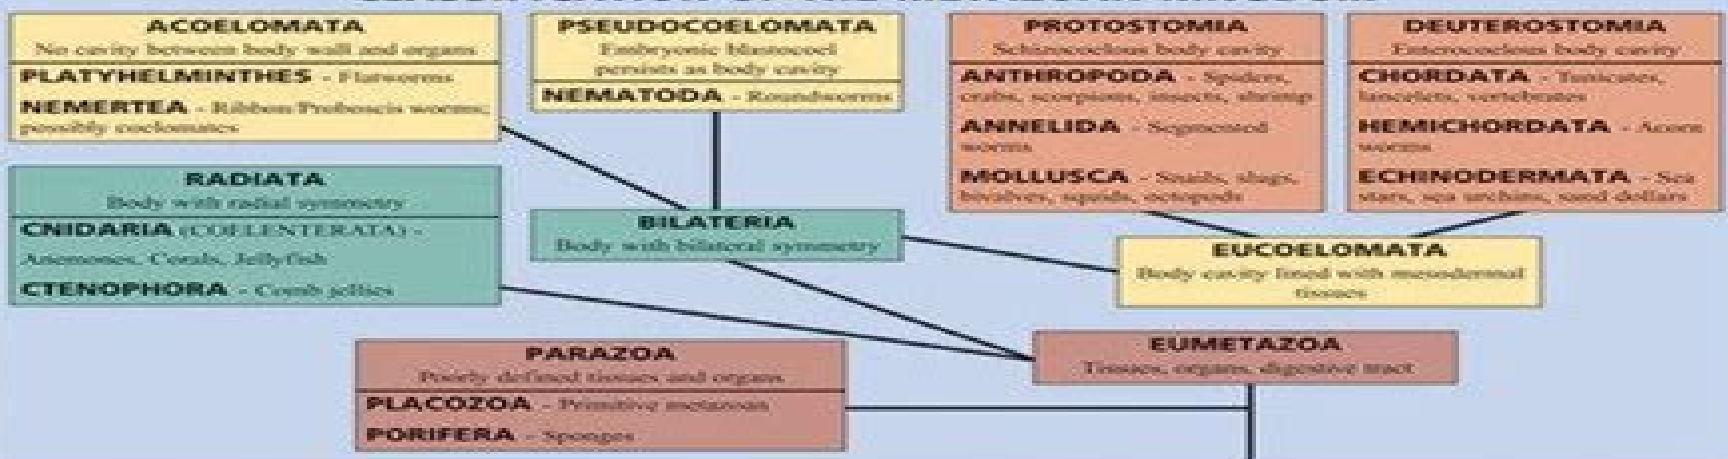 CLASSIFICATION OF THE METAZOAN KINGDOM
ACOELOMATA
No cavity between body wall and organs
PLATYHELMINTHES - Flatworms
NEMERTEA - Ribbon/Proboscis worms;
possibly coelomates
PSEUDOCOELOMATA
Embryonic blastocoel
persists as body cavity
NEMATODA - Roundworms
PROTOSTOMIA
Schizocoelous body cavity
ANTHROPODA - Spiders,
crabs, scorpions, insects, shrimp
ANNELIDA - Segmented
worms
MOLLUSCA - Snails, slugs,
bivalves, squids, octopods
DEUTEROSTOMIA
Enterocoelous body cavity
CHORDATA - Tunicates,
lancelets, vertebrates
HEMICHORDATA - Acorn
worms
ECHINODERMATA - Sea
stars, sea urchins, sand dollars
RADIATA
Body with radial symmetry
CNIDARIA (COELENTERATA) -
Anemones, Corals, Jellyfish
CTENOPHORA - Comb jellies
BILATERIA
Body with bilateral symmetry
EUCOELOMATA
Body cavity lined with mesodermal
tissues
PARAZOA
Poorly defined tissues and organs
PLACOZOA - Primitive metazoan
PORIFERA - Sponges
EUMETAZOA
Tissues, organs, digestive tract